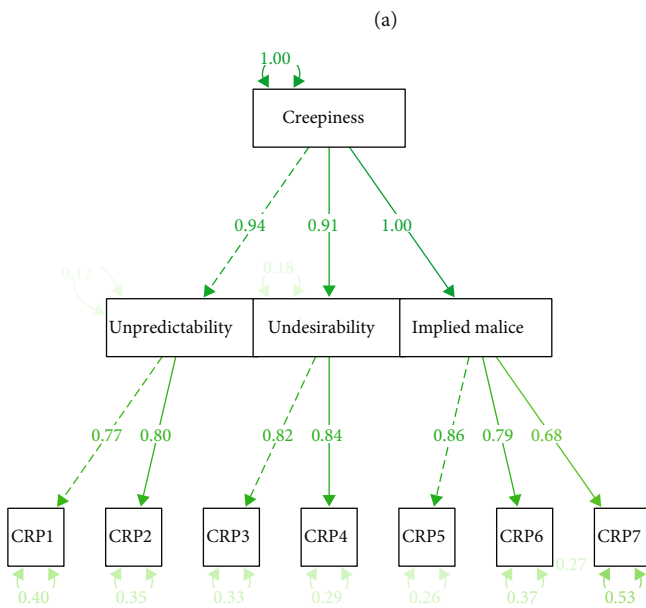 (a)
1.00
Creepiness
0.94 0.91 1.00
0.12 0.18
Unpredictability Undesirability Implied malice
0.77 0.80 0.82 0.84 0.86 0.79 0.68
CRP1 CRP2 CRP3 CRP4 CRP5 CRP6 CRP7
0.27
0.40 0.35 0.33 0.29 0.26 0.37 0.53